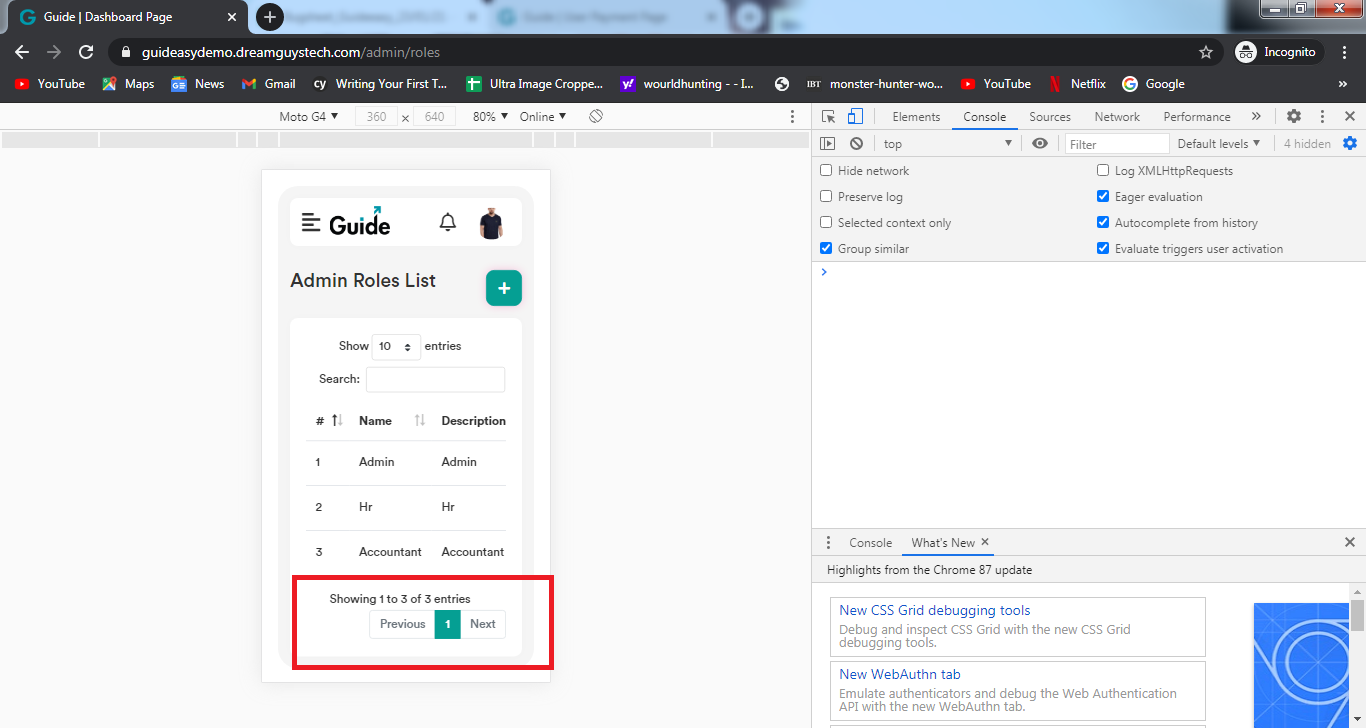 Guide | Dashboard Page
Guide | User Payment Page
guideasydemo.dreamguystech.com/admin/roles
Incognito
YouTube
Maps
News
Gmail
Writing Your First T...
Ultra Image Croppe...
wourldhunting - - I...
IBT
monster-hunter-wo...
YouTube
Netflix
Google
»
Moto G4 ▼ 360 × 640 80% ▼ Online ▼
Elements Console Sources Network Performance »
top ▼ Filter Default levels ▼ 4 hidden
Hide network
Log XMLHttpRequests
Preserve log
Eager evaluation
Selected context only
Autocomplete from history
Group similar
Evaluate triggers user activation
Guide
Admin Roles List
+
Show 10 entries
Search:
# Name Description
1 Admin Admin
2 Hr Hr
3 Accountant Accountant
Showing 1 to 3 of 3 entries
Previous 1 Next
Console What's New
Highlights from the Chrome 87 update
New CSS Grid debugging tools
Debug and inspect CSS Grid with the new CSS Grid
debugging tools.
New WebAuthn tab
Emulate authenticators and debug the Web Authentication
API with the new WebAuthn tab.